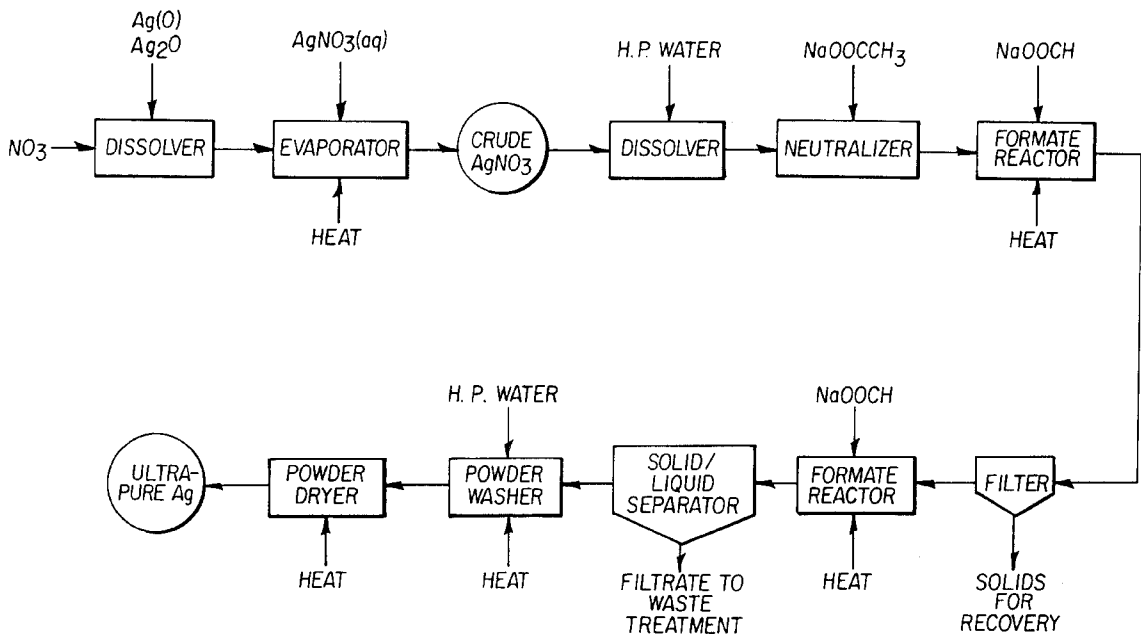 Ag(O)
Ag2O
AgNO3(aq)
H.P. WATER
NaOOCCH3
NaOOCH
NO3
DISSOLVER
EVAPORATOR
CRUDE
AgNO3
DISSOLVER
NEUTRALIZER
FORMATE
REACTOR
HEAT
HEAT
H. P. WATER
NaOOCH
ULTRA-
PURE Ag
POWDER
DRYER
POWDER
WASHER
SOLID/
LIQUID
SEPARATOR
FORMATE
REACTOR
FILTER
HEAT
HEAT
FILTRATE TO
WASTE
TREATMENT
HEAT
SOLIDS
FOR
RECOVERY